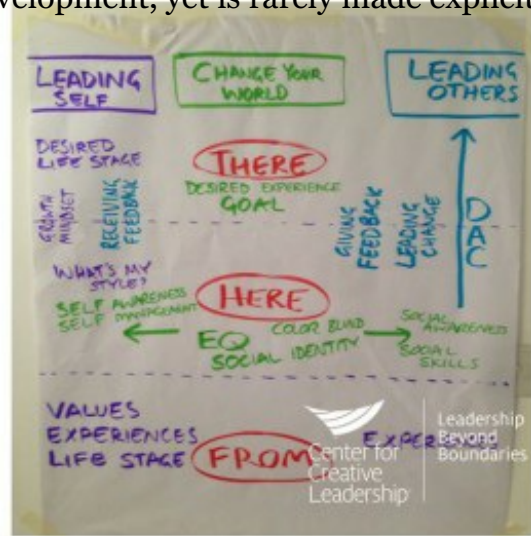 velopment, yet is rarely made explicit
LEADING
SELF
CHANGE YOUR
WORLD
LEADING
OTHERS
DESIRED
LIFE STAGE
THERE
DESIRED EXPERIENCE
GOAL
GROWTH
MINDSET
RECEIVING
FEEDBACK
GIVING
FEEDBACK
LEADING
CHANGE
DAC
WHAT'S MY
STYLE?
SELF AWARENESS
SELF MANAGEMENT
HERE
COLOR BLIND
EQ
SOCIAL IDENTITY
SOCIAL
AWARENESS
SOCIAL
SKILLS
VALUES
EXPERIENCES
LIFE STAGE
FROM
Center for
Creative
Leadership
Leadership
Beyond
Boundaries